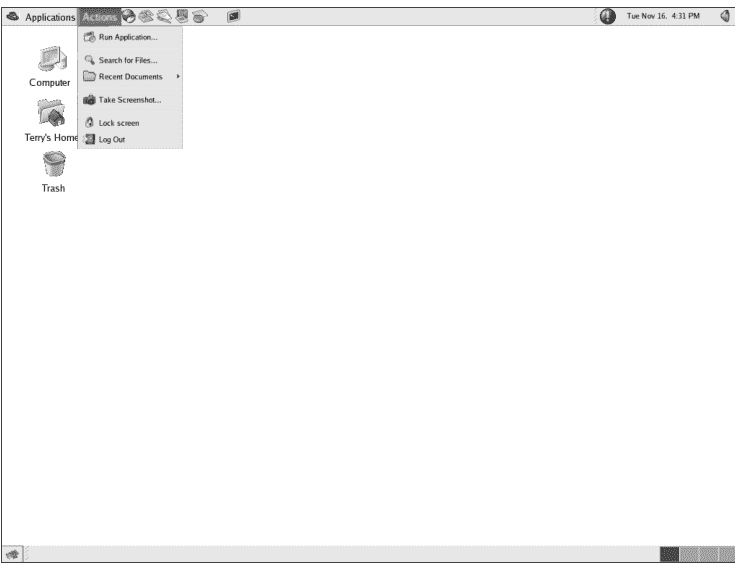 Applications Actions Tue Nov 16, 4:31 PM
Run Application...
Search for Files...
Recent Documents
Take Screenshot...
Lock screen
Log Out
Computer
Terry's Home
Trash